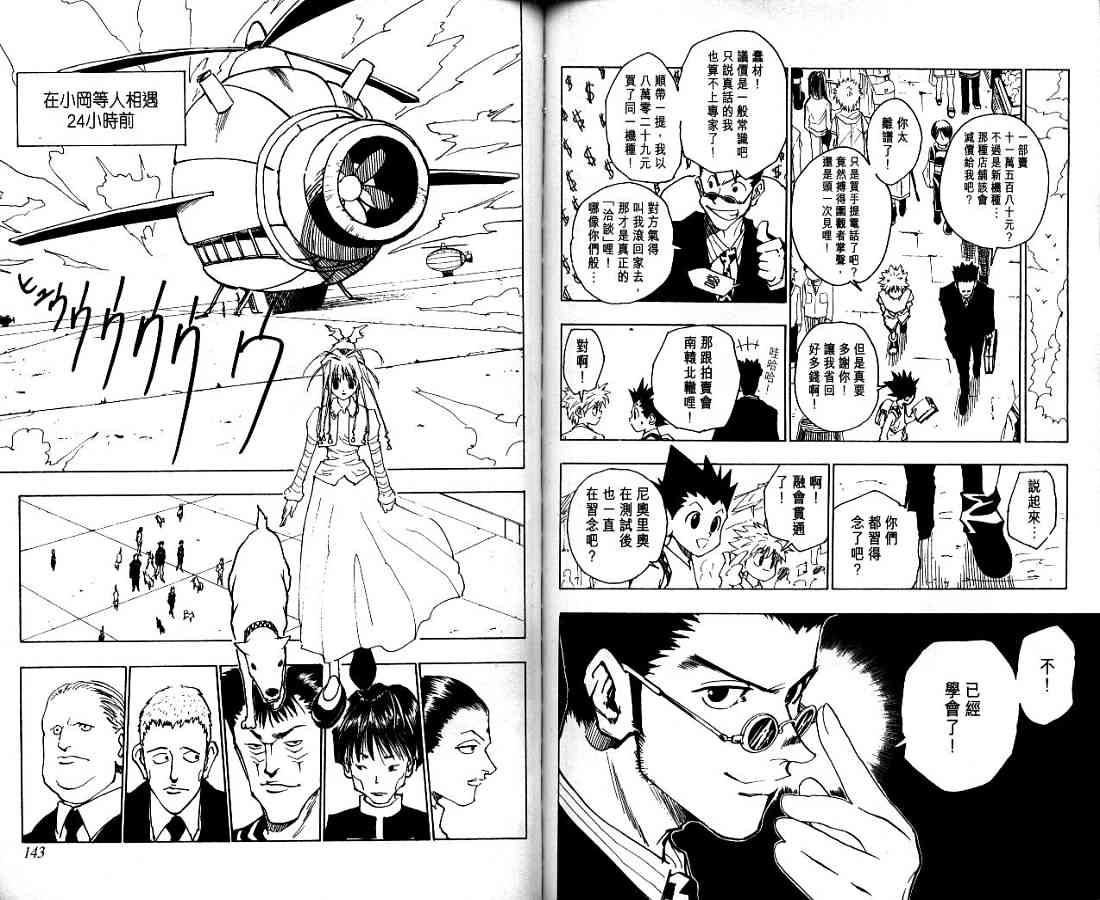 一部賣
十一萬五百八十元？
不過是新機種…
那種店舖該會
減價給我吧？
你太
離譜了！
只是買手提電話了吧？
竟然搏得圍觀者掌聲，
還是頭一次見哩！
但是真要
多謝你！
讓我省回
好多錢啊！
蠢材！
議價是一般常識吧
只說真話的我
也算不上專家了！
順帶一提，我以
八萬零二十九元
買了同一機種！
對方氣得
叫我滾回家去，
那才是真正的
「洽談」哩！
哪像你們般…
哇哈哈！
那跟拍賣會
南轅北轍哩！
對啊！
說起來…
你們
都習得
念了吧？
啊！
融會貫通
了！
尼奧里奧
在測試後
也一直
在習念吧？
不！
已經
學會了！
在小岡等人相遇
24小時前
ヒュウウウウウウ
143